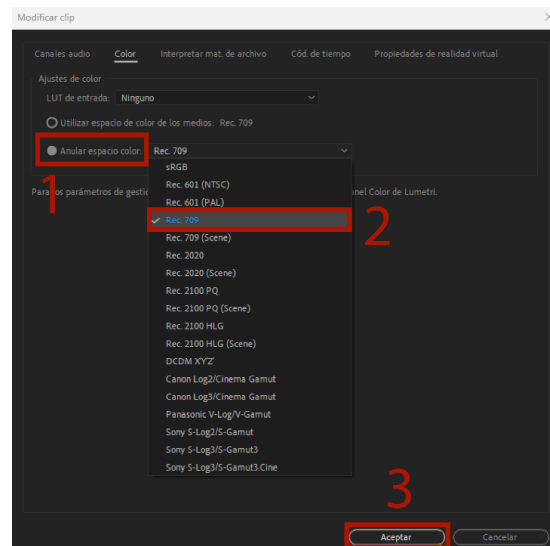 Modificar clip
Canales audio Color Interpretar mat. de archivo Cód. de tiempo Propiedades de realidad virtual
Ajustes de color
LUT de entrada: Ninguno
Utilizar espacio de color de los medios: Rec. 709
Anular espacio color: Rec. 709
1
sRGB
Rec. 601 (NTSC)
Para los parámetros de gestió nel Color de Lumetri.
Rec. 601 (PAL)
Rec. 709
2
Rec. 709 (Scene)
Rec. 2020
Rec. 2020 (Scene)
Rec. 2100 PQ
Rec. 2100 PQ (Scene)
Rec. 2100 HLG
Rec. 2100 HLG (Scene)
DCDM X'Y'Z'
Canon Log2/Cinema Gamut
Canon Log3/Cinema Gamut
Panasonic V-Log/V-Gamut
Sony S-Log2/S-Gamut
Sony S-Log3/S-Gamut3
Sony S-Log3/S-Gamut3.Cine
3
Aceptar Cancelar